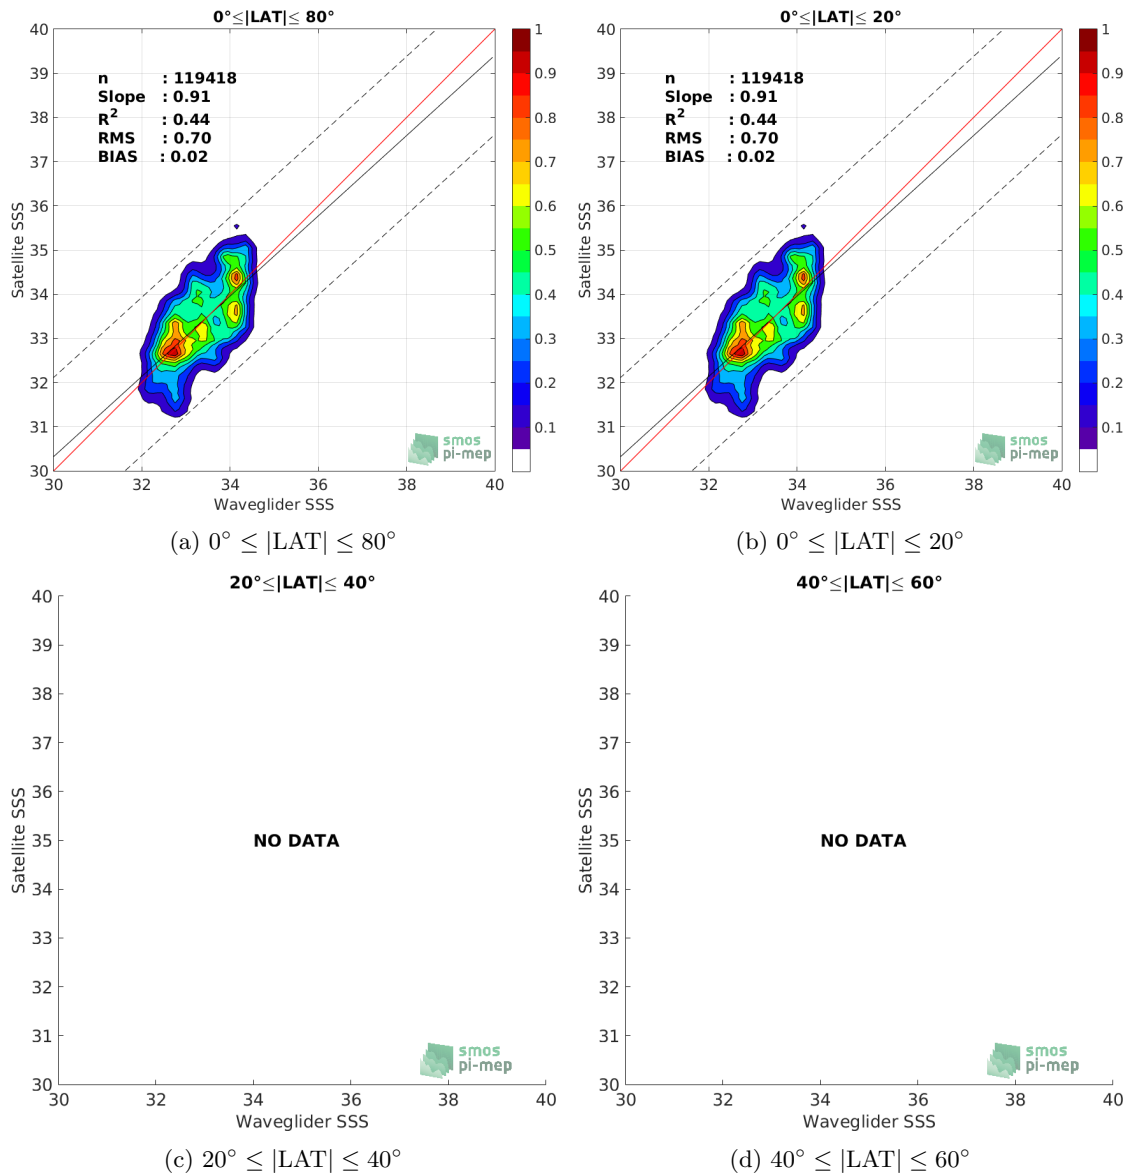 0°≤|LAT|≤ 80°
40
39
38
37
36
35
34
33
32
31
30
Satellite SSS
n : 119418
Slope : 0.91
R2 : 0.44
RMS : 0.70
BIAS : 0.02
1
0.9
0.8
0.7
0.6
0.5
0.4
0.3
0.2
0.1
smos
pi-mep
30 32 34 36 38 40
Waveglider SSS
(a) 0° ≤ |LAT| ≤ 80°
0°≤|LAT|≤ 20°
40
39
38
37
36
35
34
33
32
31
30
Satellite SSS
n : 119418
Slope : 0.91
R2 : 0.44
RMS : 0.70
BIAS : 0.02
1
0.9
0.8
0.7
0.6
0.5
0.4
0.3
0.2
0.1
smos
pi-mep
30 32 34 36 38 40
Waveglider SSS
(b) 0° ≤ |LAT| ≤ 20°
20°≤|LAT|≤ 40°
40
39
38
37
36
35
34
33
32
31
30
Satellite SSS
NO DATA
smos
pi-mep
30 32 34 36 38 40
Waveglider SSS
(c) 20° ≤ |LAT| ≤ 40°
40°≤|LAT|≤ 60°
40
39
38
37
36
35
34
33
32
31
30
Satellite SSS
NO DATA
smos
pi-mep
30 32 34 36 38 40
Waveglider SSS
(d) 40° ≤ |LAT| ≤ 60°